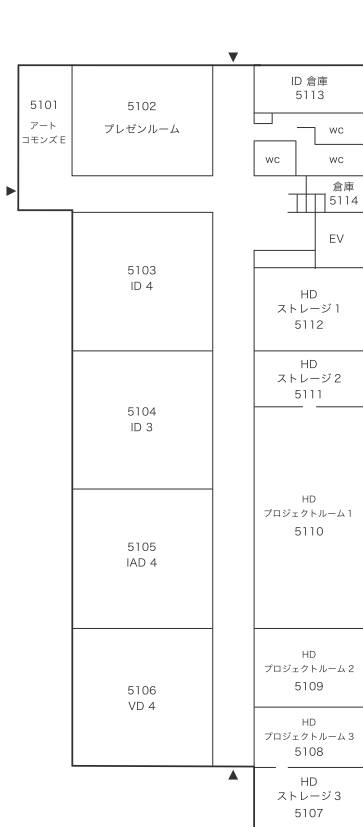 ID 倉庫
5113
5101
アート
コモンズ E
5102
プレゼンルーム
wc
wc
wc
倉庫
5114
EV
5103
ID 4
HD
ストレージ 1
5112
HD
ストレージ 2
5111
5104
ID 3
HD
プロジェクトルーム 1
5110
5105
IAD 4
5106
VD 4
HD
プロジェクトルーム 2
5109
HD
プロジェクトルーム 3
5108
HD
ストレージ 3
5107